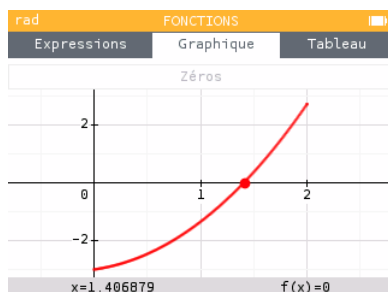 rad FONCTIONS
Expressions Graphique Tableau
Zéros
2
0 1 2
-2
x=1.406879 f(x)=0